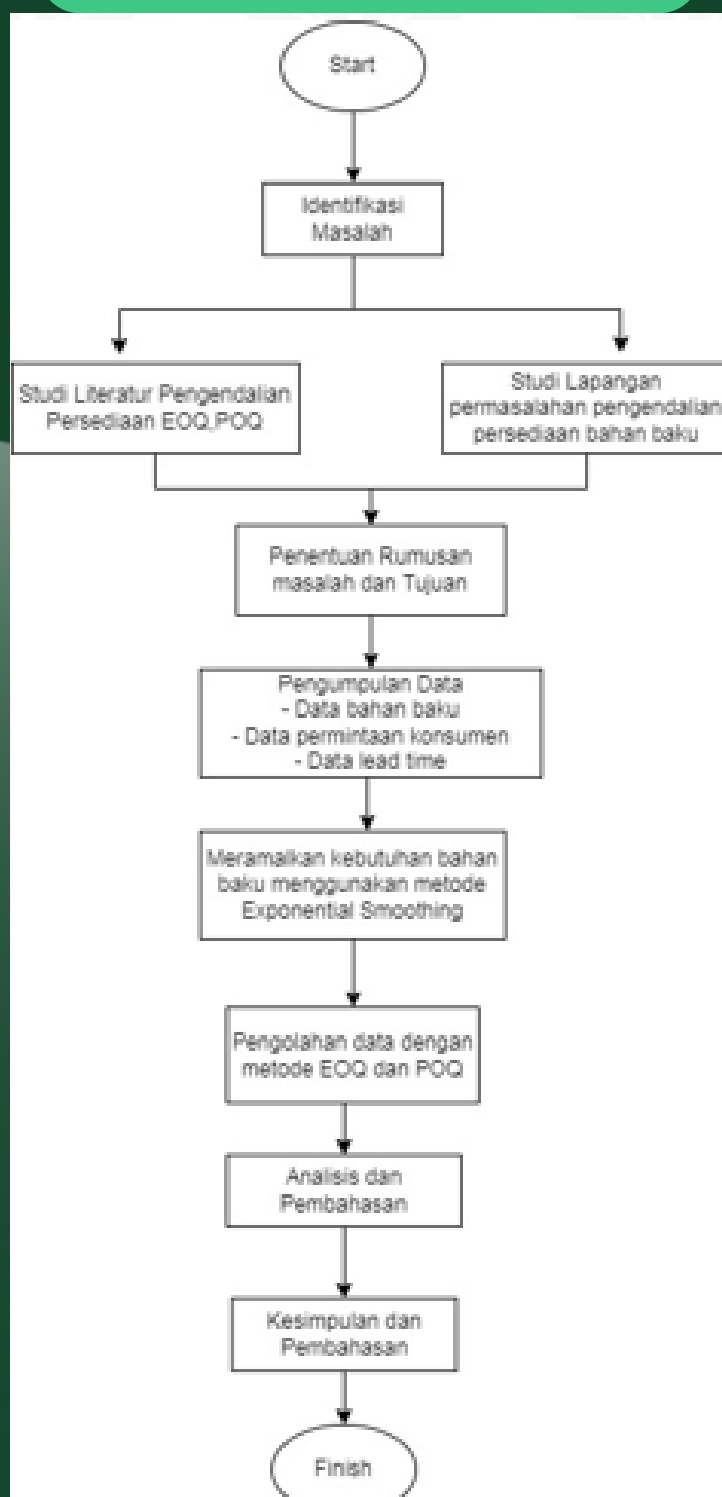 Start
Identifikasi
Masalah
Studi Literatur Pengendalian
Persediaan EOQ,POQ
Studi Lapangan
permasalahan pengendalian
persediaan bahan baku
Penentuan Rumusan
masalah dan Tujuan
Pengumpulan Data
- Data bahan baku
- Data permintaan konsumen
- Data lead time
Meramalkan kebutuhan bahan
baku menggunakan metode
Exponential Smoothing
Pengolahan data dengan
metode EOQ dan POQ
Analisis dan
Pembahasan
Kesimpulan dan
Pembahasan
Finish